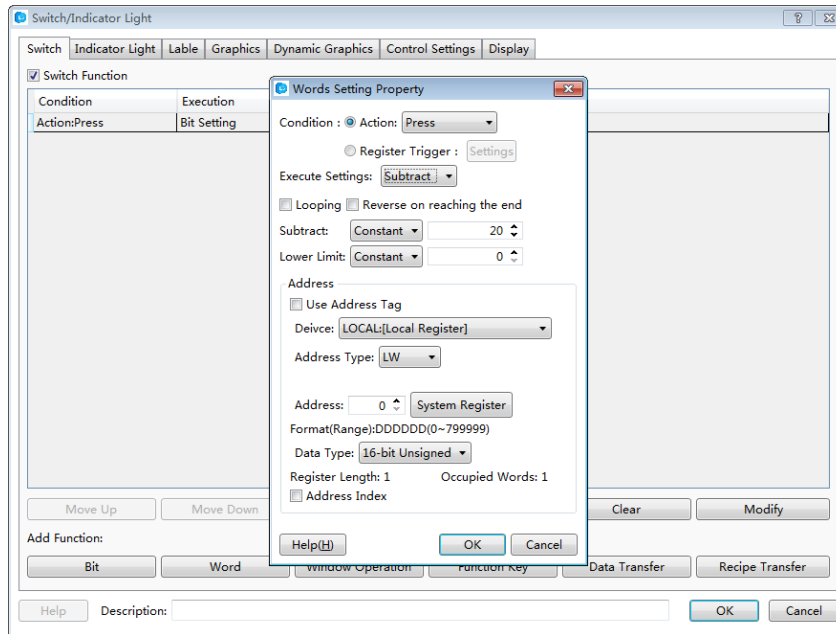 Switch/Indicator Light
Switch Indicator Light Lable Graphics Dynamic Graphics Control Settings Display
Switch Function
Condition Execution
Action:Press Bit Setting
Words Setting Property
Condition : Action: Press
Register Trigger : Settings
Execute Settings: Subtract
Looping Reverse on reaching the end
Subtract: Constant 20
Lower Limit: Constant 0
Address
Use Address Tag
Deivce: LOCAL:[Local Register]
Address Type: LW
Address: 0 System Register
Format(Range):DDDDDD(0~799999)
Data Type: 16-bit Unsigned
Register Length: 1 Occupied Words: 1
Address Index
Help(H) OK Cancel
Move Up Move Down Clear Modify
Add Function:
Bit Word Window Operation Function Key Data Transfer Recipe Transfer
Help Description: OK Cancel